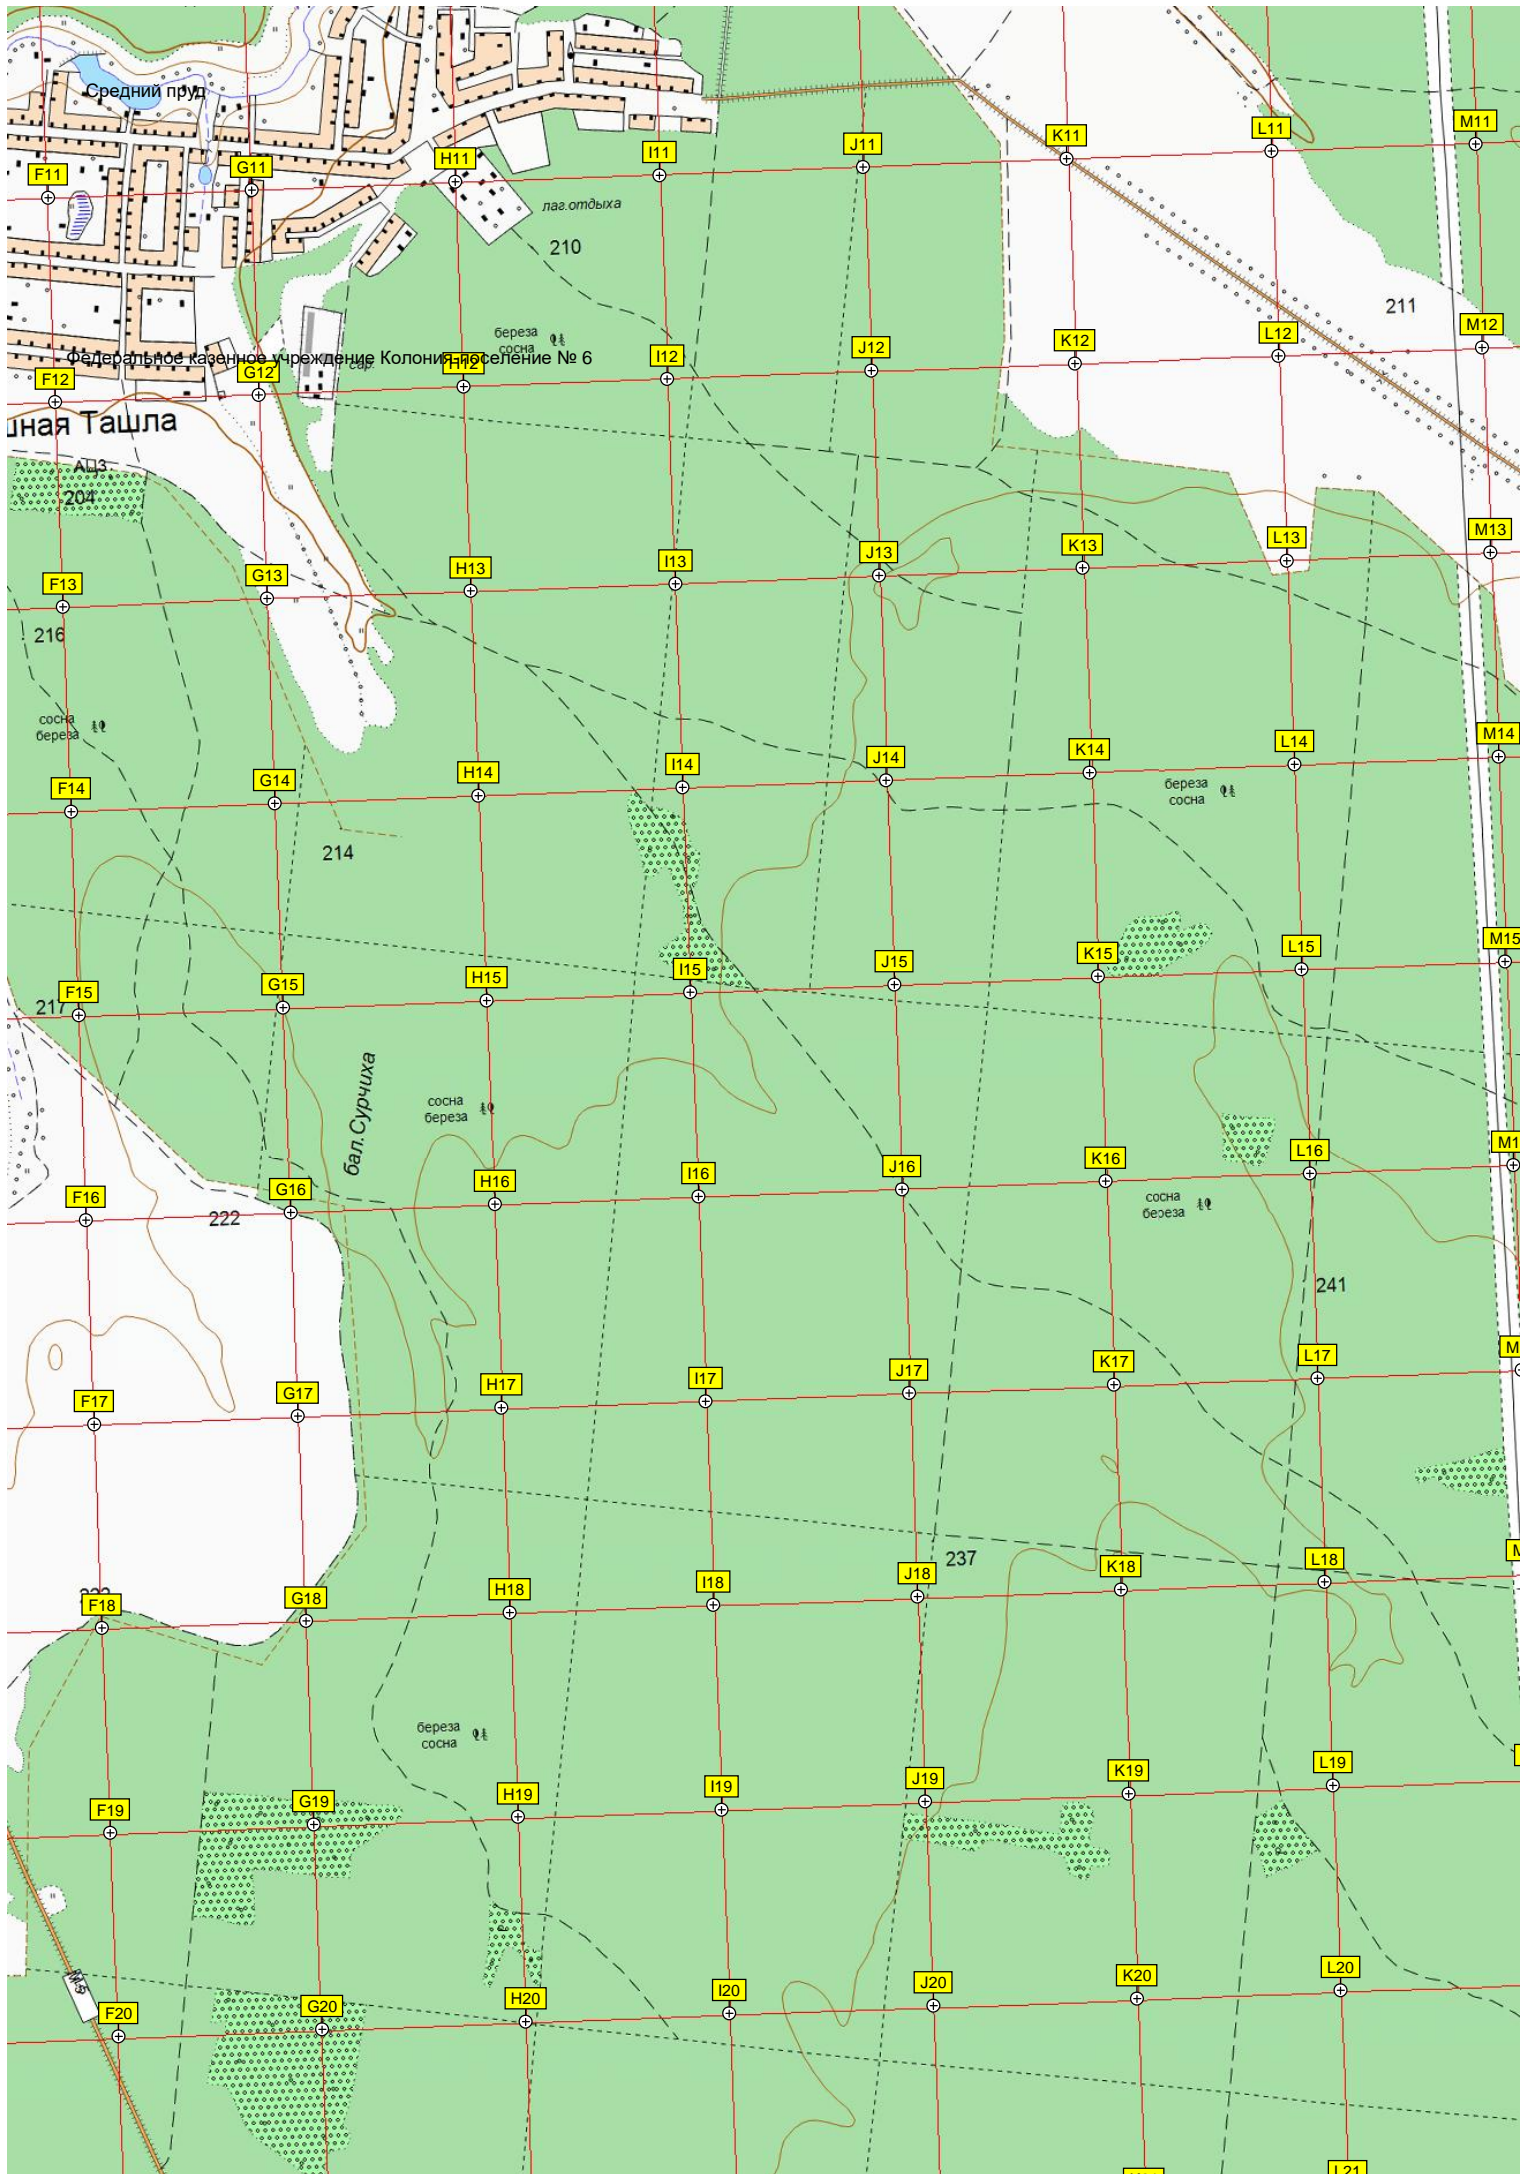 Средний пруд
F11
G11
H11
I11
J11
K11
L11
M11
лаг.отдыха
210
211
береза
сосна
Федеральное казенное учреждение Колония-поселение № 6
сар.
F12
G12
H12
I12
J12
K12
L12
M12
шная Ташла
АЦЗ
204
F13
G13
H13
I13
J13
K13
L13
M13
216
сосна
береза
F14
G14
H14
I14
J14
K14
L14
M14
береза
сосна
214
F15
G15
H15
I15
J15
K15
L15
M15
217
бал.Сурчиха
сосна
береза
F16
G16
H16
I16
J16
K16
L16
M1
222
сосна
береза
241
F17
G17
H17
I17
J17
K17
L17
M
237
F18
G18
H18
I18
J18
K18
L18
M
береза
сосна
F19
G19
H19
I19
J19
K19
L19
М-5
F20
G20
H20
I20
J20
K20
L20
L21